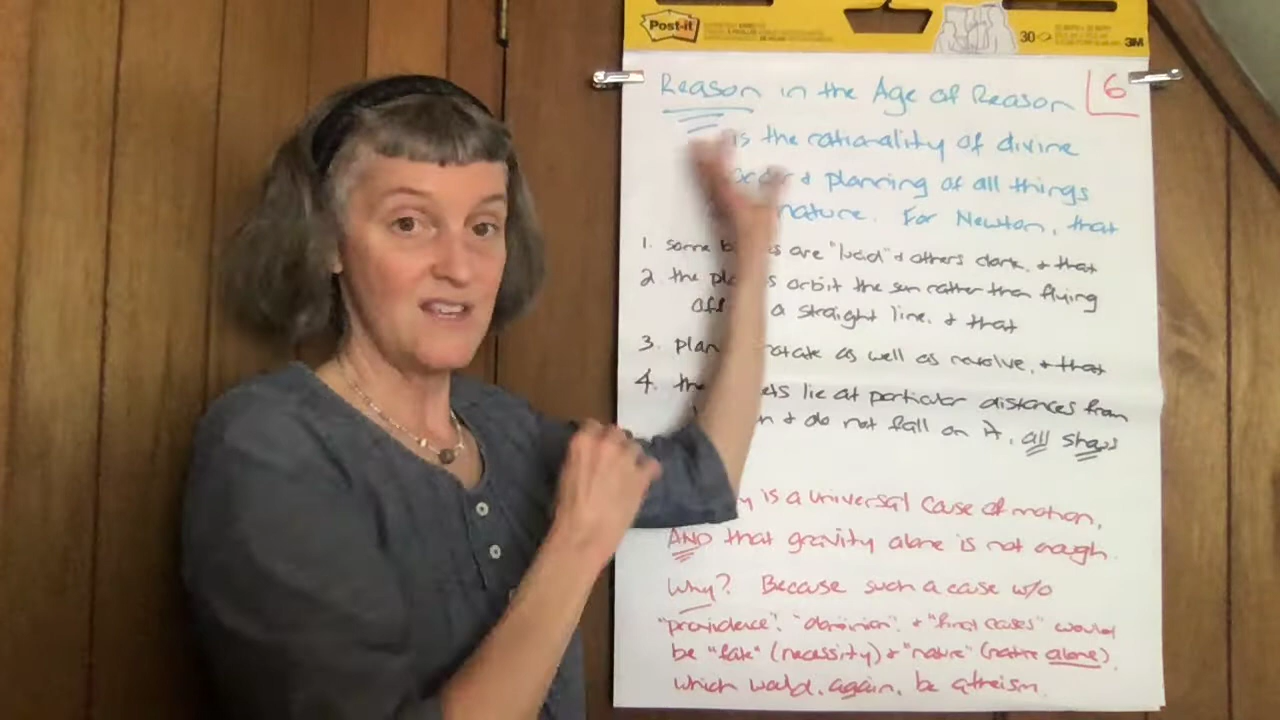 Post-it
30
3M
Reason in the Age of Reason
6
is the rationality of divine
order & planning of all things
nature. For Newton, that
1. some are "lucid" & others dark, & that
2. the orbit the sun rather than flying
off a straight line, & that
3. plan rotate as well as revolve, & that
4. the ets lie at particular distances from
& do not fall on it, all shows
is a universal cause of motion,
AND that gravity alone is not enough.
Why? Because such a cause w/o
"providence", "dominion", & "final causes" would
be "fate" (necessity) & "nature" (nature alone),
which would, again, be atheism.